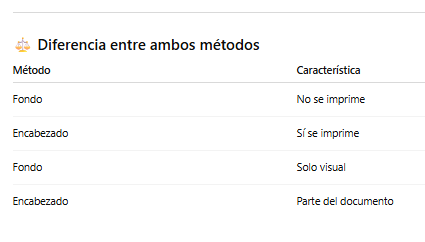 Diferencia entre ambos métodos
Método Característica
Fondo No se imprime
Encabezado Sí se imprime
Fondo Solo visual
Encabezado Parte del documento